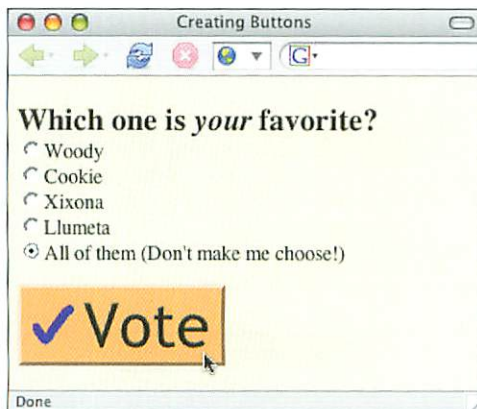 Creating Buttons
G
Which one is your favorite?
Woody
Cookie
Xixona
Llumeta
All of them (Don't make me choose!)
Vote
Done